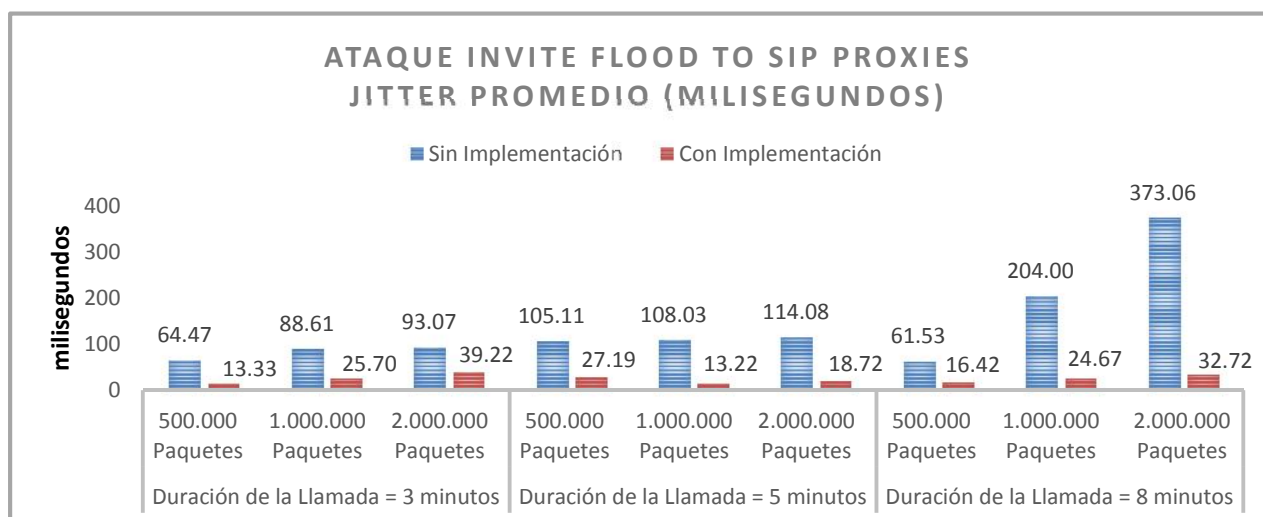 ATAQUE INVITE FLOOD TO SIP PROXIES
JITTER PROMEDIO (MILISEGUNDOS)
Sin Implementación Con Implementación
milisegundos
400
300
200
100
0
64.47 13.33 88.61 25.70 93.07 39.22 105.11 27.19 108.03 13.22 114.08 18.72 61.53 16.42 204.00 24.67 373.06 32.72
500.000 1.000.000 2.000.000 500.000 1.000.000 2.000.000 500.000 1.000.000 2.000.000
Paquetes Paquetes Paquetes Paquetes Paquetes Paquetes Paquetes Paquetes Paquetes
Duración de la Llamada = 3 minutos Duración de la Llamada = 5 minutos Duración de la Llamada = 8 minutos